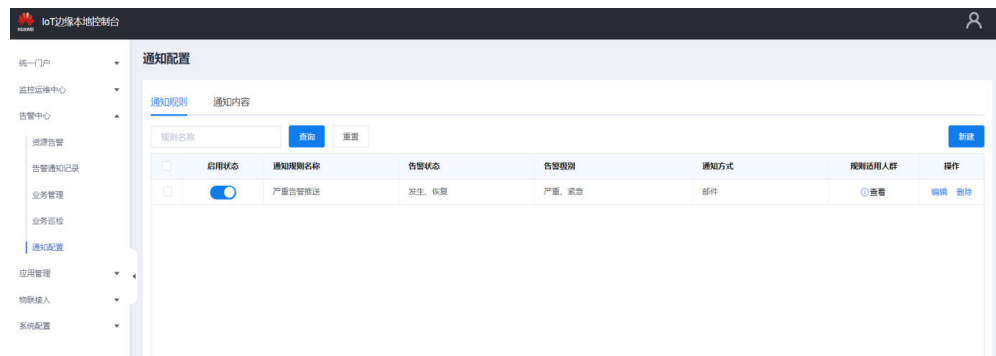 HUAWEI IoT边缘本地控制台
统一门户
监控运维中心
告警中心
资源告警
告警通知记录
业务管理
业务巡检
通知配置
应用管理
物联接入
系统配置
通知配置
通知规则 通知内容
规则名称 查询 重置 新建
启用状态 通知规则名称 告警状态 告警级别 通知方式 规则适用人群 操作
严重告警推送 发生、恢复 严重、紧急 邮件 查看 编辑 删除